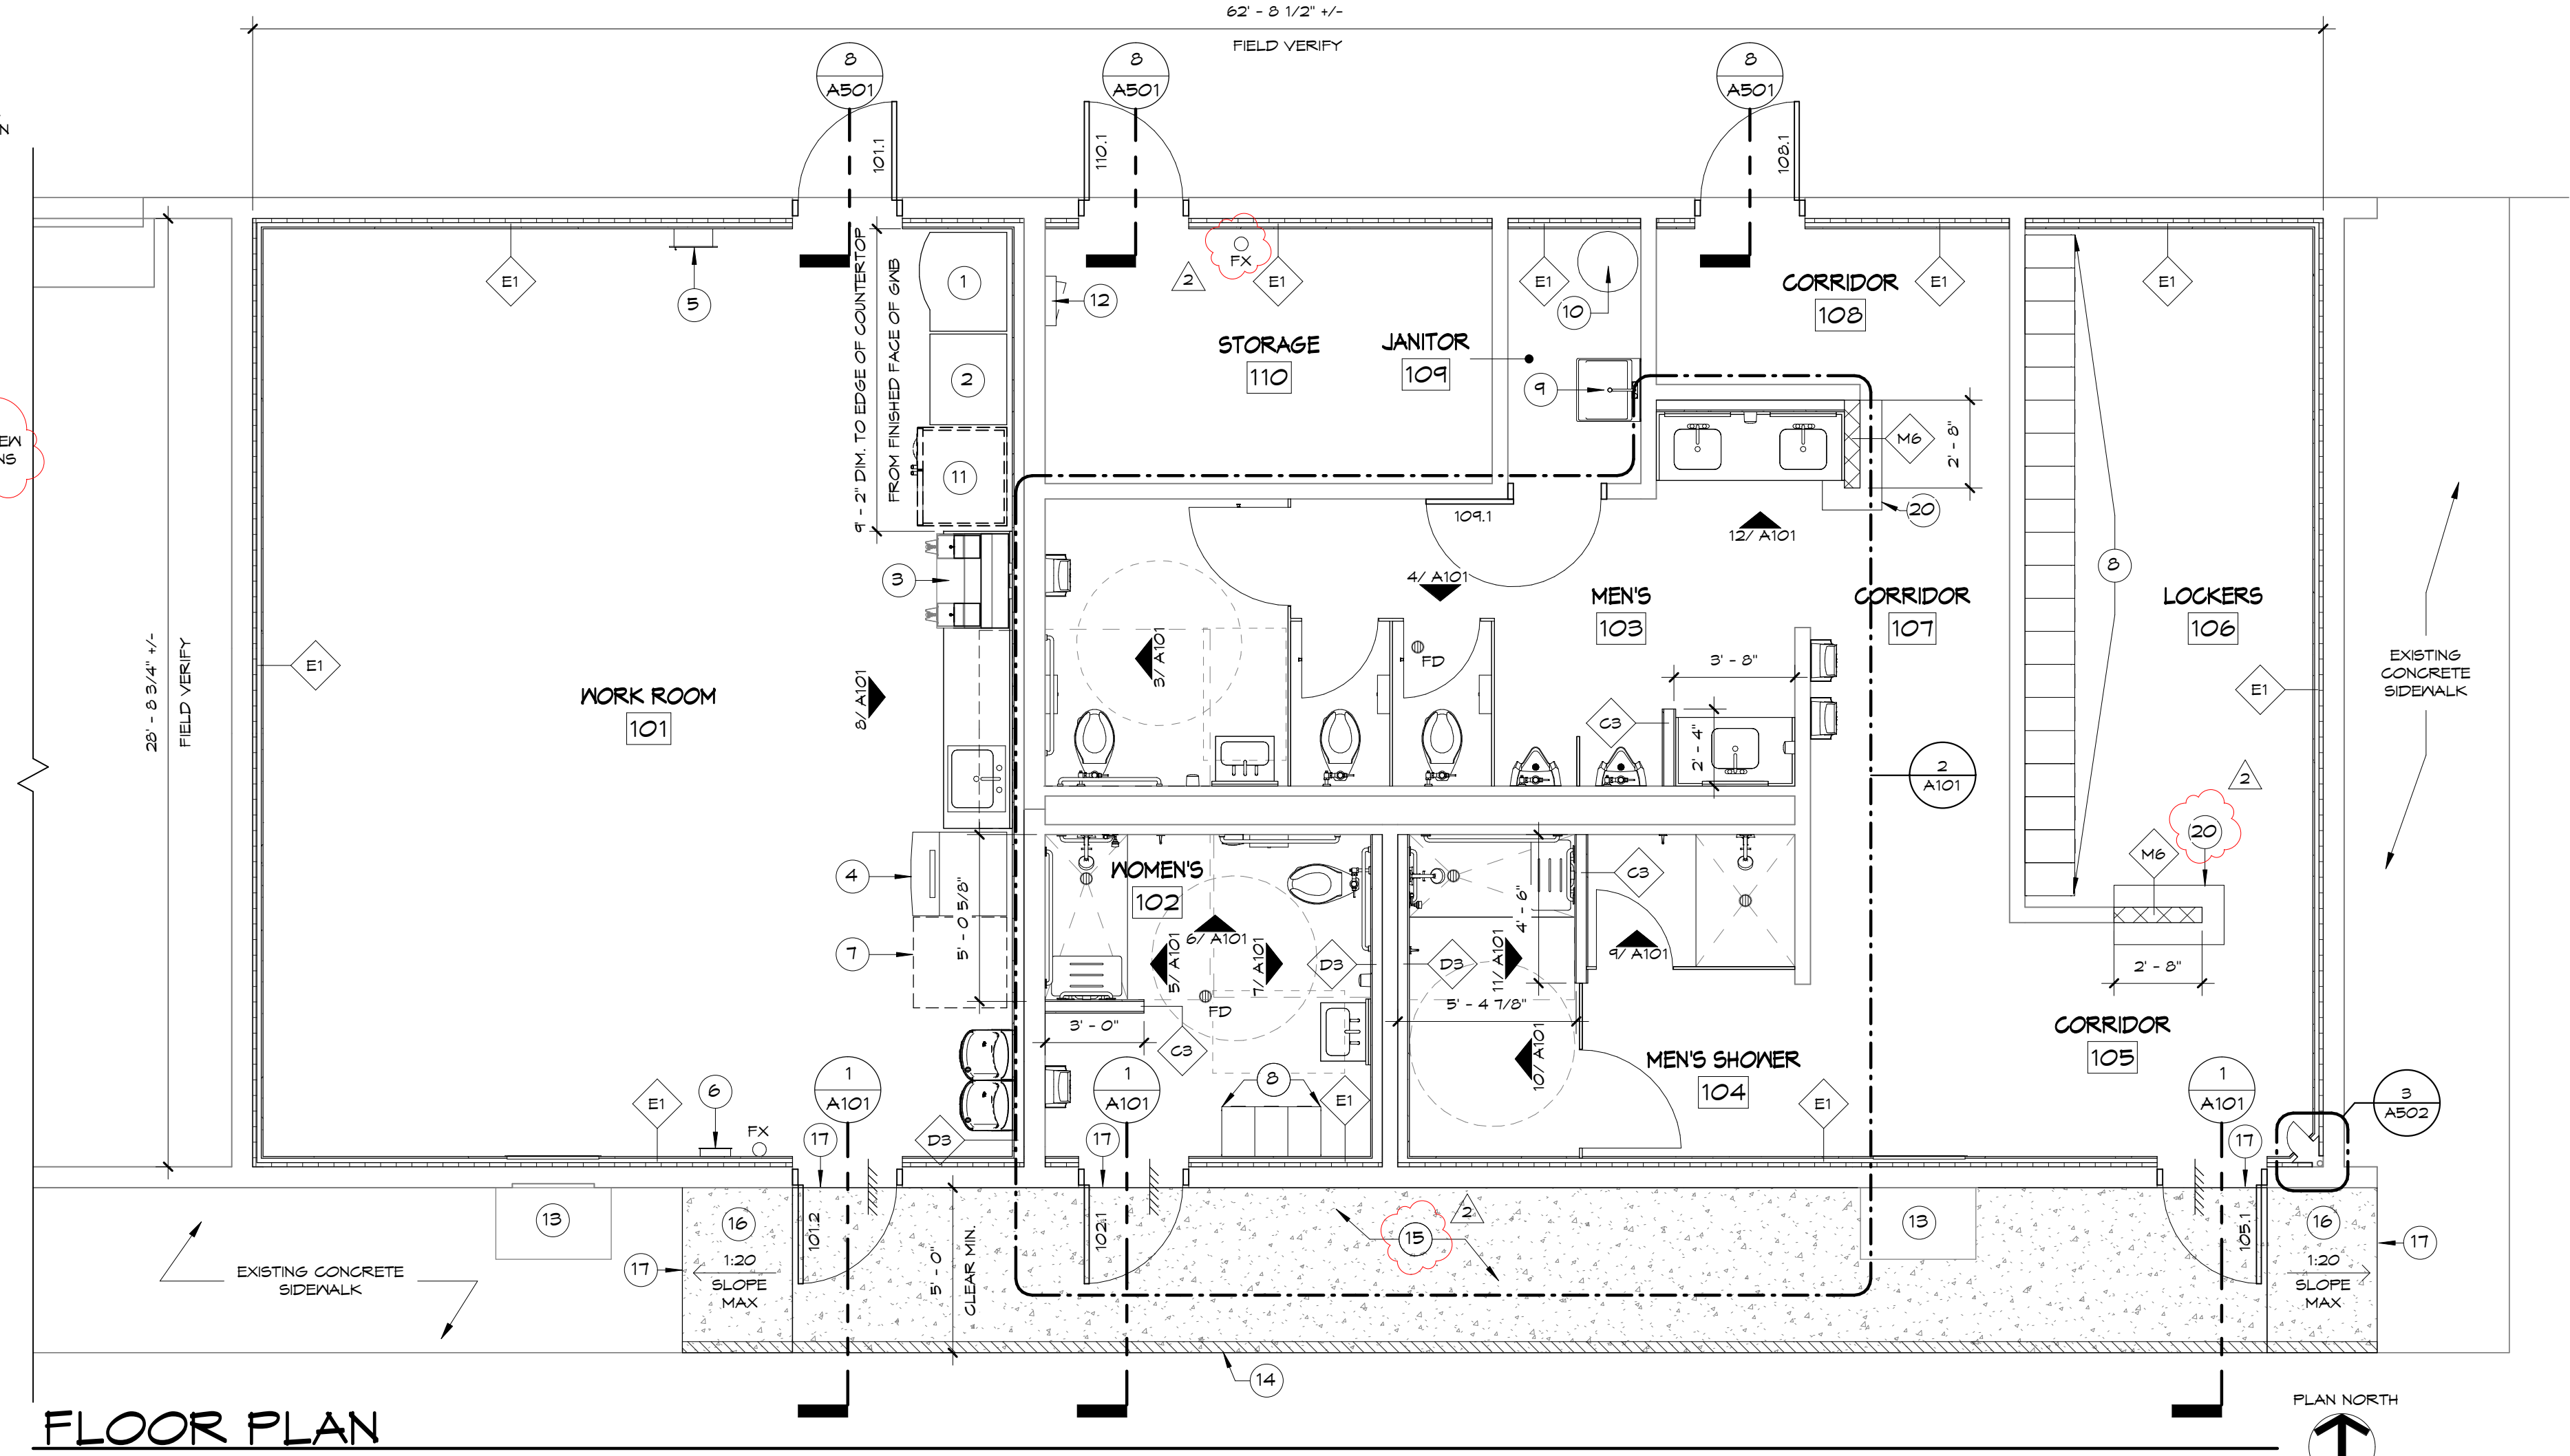 62' - 8 1/2" +/-
FIELD VERIFY
8
A501
8
A501
8
A501
101.1
110.1
108.1
N
EW
NS
E1
5
9' - 2" DIM. TO EDGE OF COUNTERTOP
FROM FINISHED FACE OF GWB
1
2
11
12
2
FX
E1
E1
10
CORRIDOR
108
E1
E1
STORAGE
110
JANITOR
109
9
M6
2' - 8"
20
109.1
12/ A101
3
4/ A101
8
MEN'S
103
CORRIDOR
107
LOCKERS
106
28' - 8 3/4" +/-
FIELD VERIFY
E1
WORK ROOM
101
8/ A101
3/ A101
FD
3' - 8"
C3
2' - 4"
E1
EXISTING
CONCRETE
SIDEWALK
2
A101
2
20
M6
2' - 8"
4
7
5' - 0 5/8"
WOMEN'S
102
5/ A101
6/ A101
7/ A101
FD
D3
D3
4' - 6"
11/ A101
C3
9/ A101
5' - 4 7/8"
3' - 0"
C3
10/ A101
CORRIDOR
105
MEN'S SHOWER
104
8
E1
E1
E1
6
FX
17
1
A101
D3
17
1
A101
1
A101
17
3
A502
13
16
1:20
SLOPE
MAX
17
101.2
5' - 0"
CLEAR MIN.
102.1
15
2
13
105.1
16
1:20
SLOPE
MAX
17
EXISTING CONCRETE
SIDEWALK
14
PLAN NORTH
FLOOR PLAN